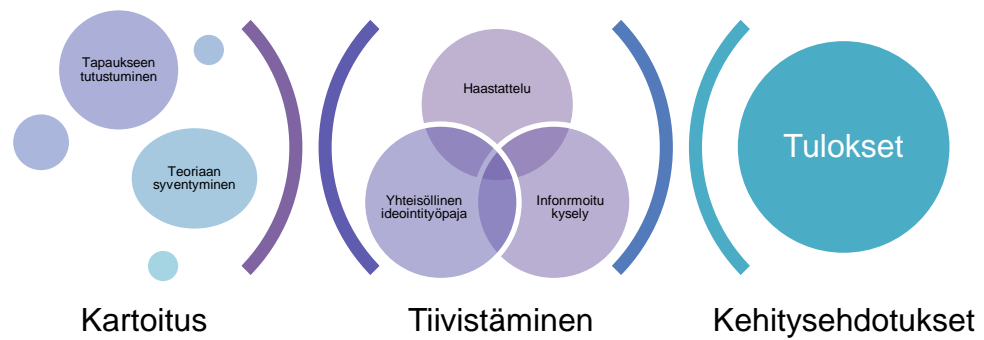 Tapaukseen
tutustuminen
Teoriaan
syventyminen
Haastattelu
Yhteisöllinen
ideointityöpaja
Infonrmoitu
kysely
Tulokset
Kartoitus
Tiivistäminen
Kehitysehdotukset